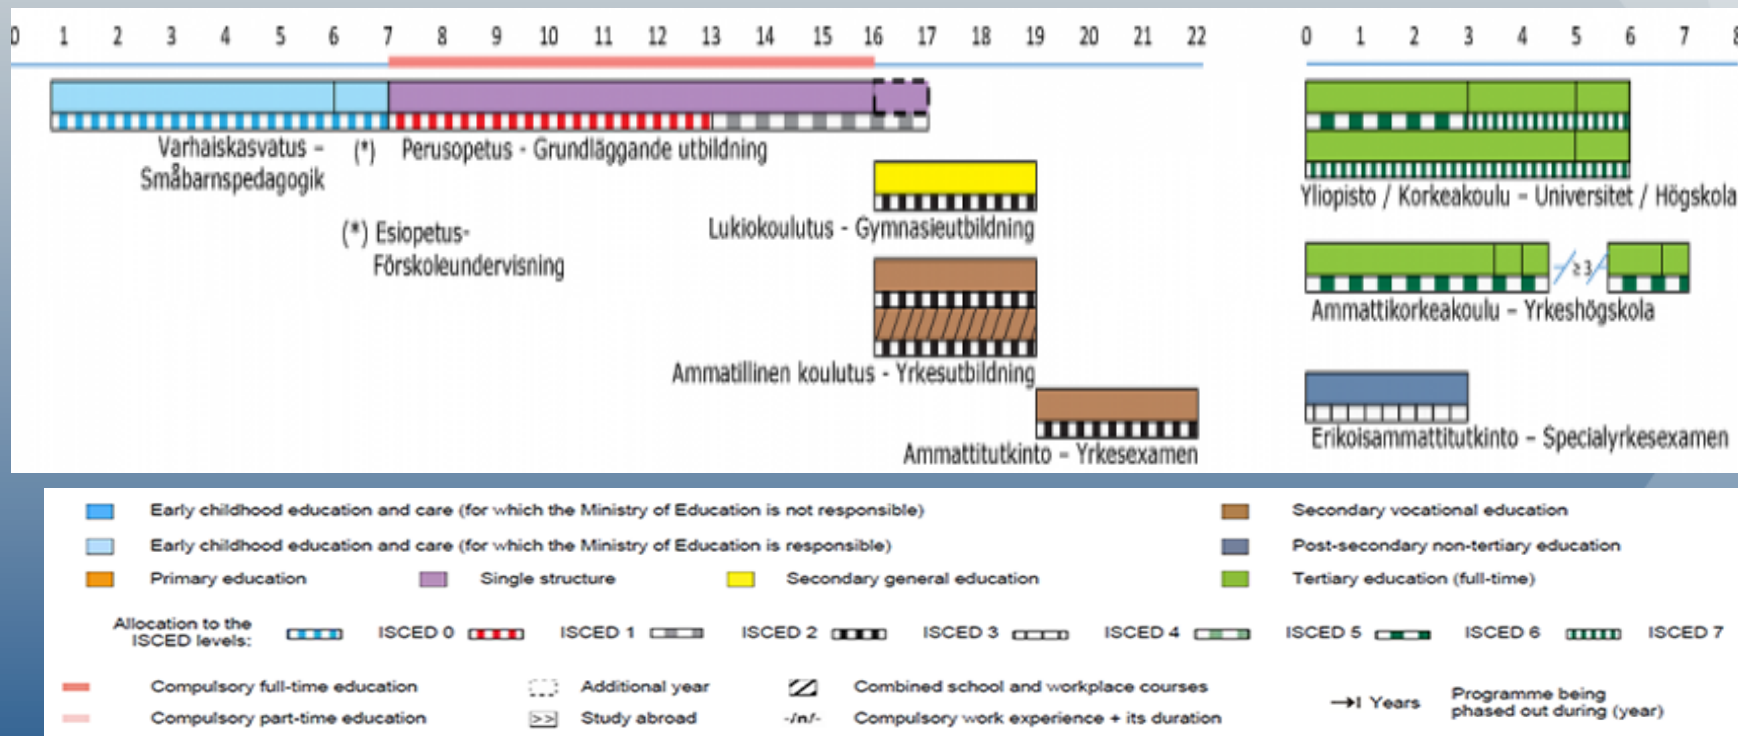 0 1 2 3 4 5 6 7 8 9 10 11 12 13 14 15 16 17 18 19 20 21 22
0 1 2 3 4 5 6 7 8
Varhaiskasvatus –
Småbarnspedagogik
(*) Perusopetus - Grundläggande utbildning
(*) Esiopetus-
Förskoleundervisning
Lukiokoulutus - Gymnasieutbildning
Ammatillinen koulutus - Yrkesutbildning
Ammattitutkinto – Yrkesexamen
Yliopisto / Korkeakoulu – Universitet / Högskola
≥3
Ammattikorkeakoulu – Yrkeshögskola
Erikoisammattitutkinto – Specialyrkesexamen
Early childhood education and care (for which the Ministry of Education is not responsible)
Secondary vocational education
Early childhood education and care (for which the Ministry of Education is responsible)
Post-secondary non-tertiary education
Primary education Single structure Secondary general education Tertiary education (full-time)
Allocation to the
ISCED levels:
ISCED 0 ISCED 1 ISCED 2 ISCED 3 ISCED 4 ISCED 5 ISCED 6 ISCED 7
Compulsory full-time education Additional year Combined school and workplace courses
Compulsory part-time education >> Study abroad -/n/- Compulsory work experience + its duration
Years
Programme being
phased out during (year)